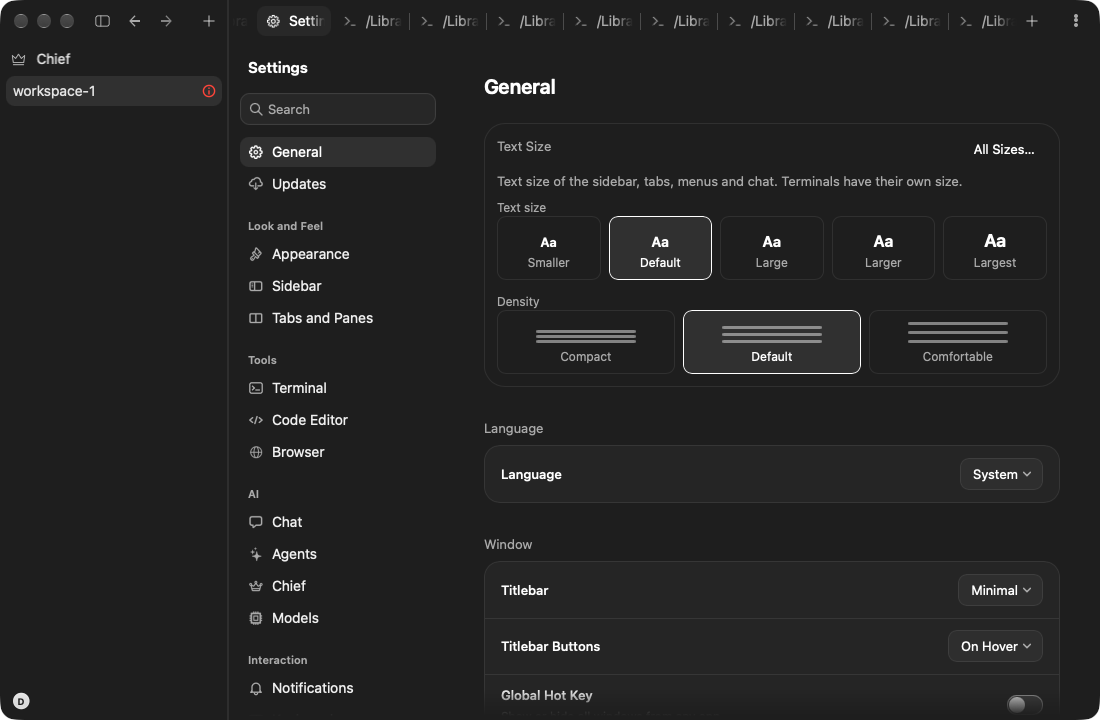 Settin
/Libra
/Libra
/Libra
/Libra
/Libra
/Libra
/Libra
/Libra
/Libr
Chief
workspace-1
D
Settings
Search
General
Updates
Look and Feel
Appearance
Sidebar
Tabs and Panes
Tools
Terminal
Code Editor
Browser
AI
Chat
Agents
Chief
Models
Interaction
Notifications
General
Text Size
All Sizes...
Text size of the sidebar, tabs, menus and chat. Terminals have their own size.
Text size
Aa Aa Aa Aa Aa
Smaller Default Large Larger Largest
Density
Compact Default Comfortable
Language
Language System
Window
Titlebar Minimal
Titlebar Buttons On Hover
Global Hot Key